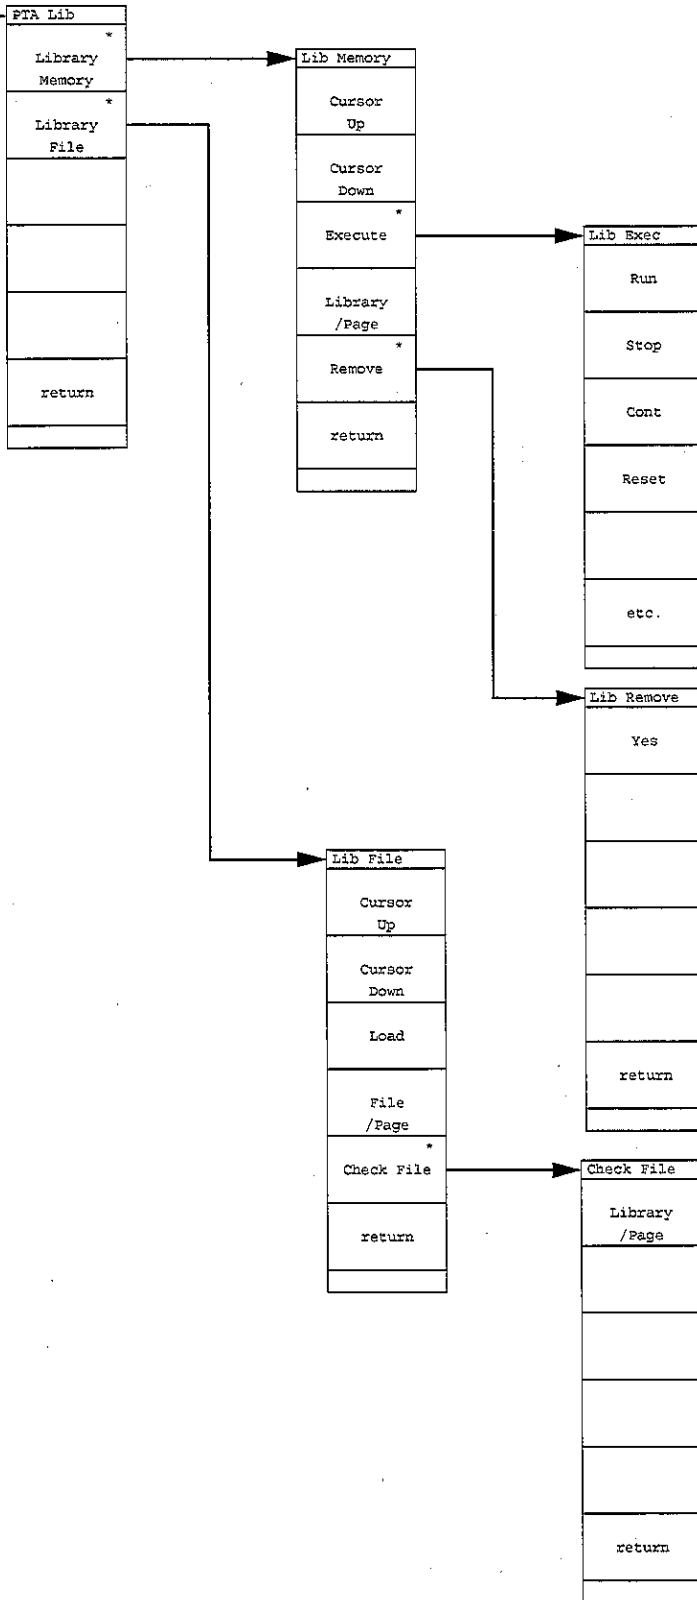 PTA Lib
*
Library
Memory
*
Library
File
return
Lib Memory
Cursor
Up
Cursor
Down
*
Execute
Library
/Page
*
Remove
return
Lib Exec
Run
Stop
Cont
Reset
etc.
Lib Remove
Yes
return
Lib File
Cursor
Up
Cursor
Down
Load
File
/Page
*
Check File
return
Check File
Library
/Page
return